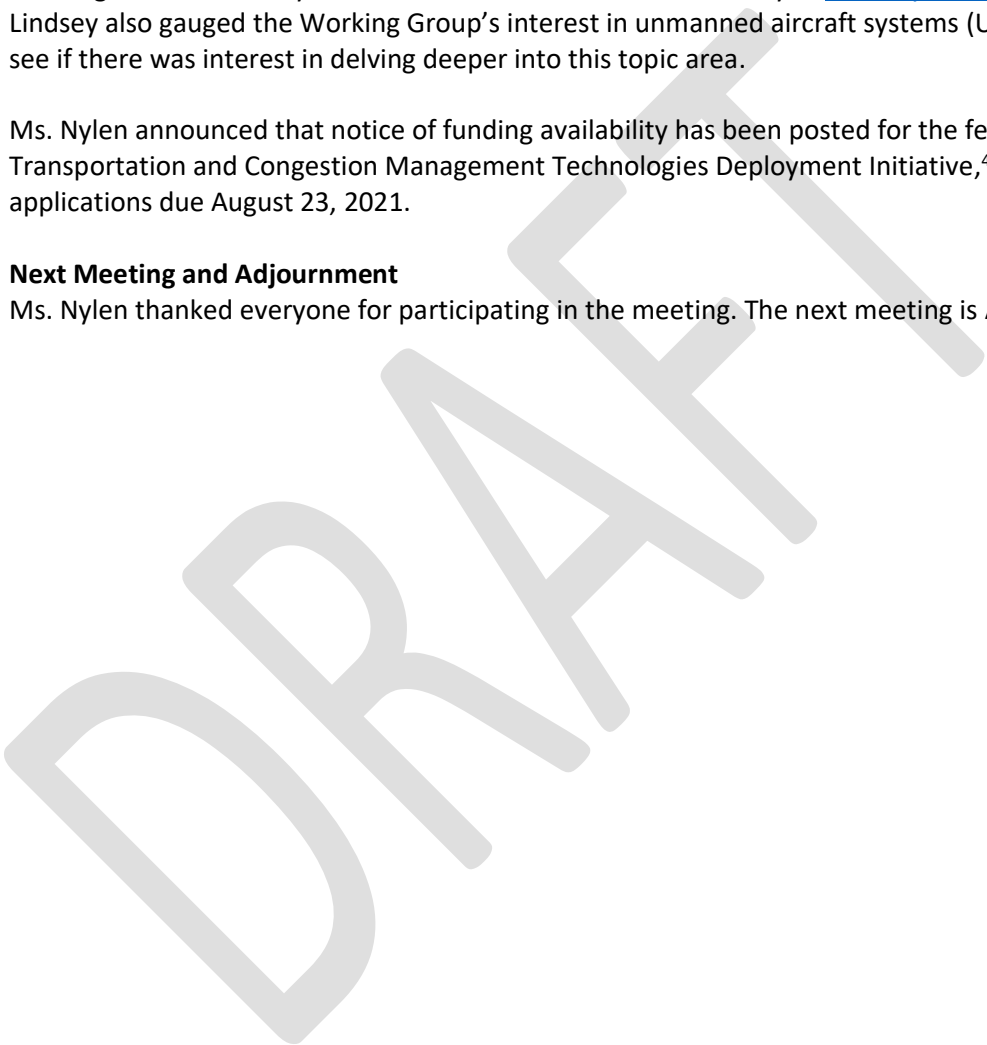 Lindsey also gauged the Working Group’s interest in unmanned aircraft systems (U
see if there was interest in delving deeper into this topic area.
Ms. Nylen announced that notice of funding availability has been posted for the fe
Transportation and Congestion Management Technologies Deployment Initiative,⁴
applications due August 23, 2021.
Next Meeting and Adjournment
Ms. Nylen thanked everyone for participating in the meeting. The next meeting is
DRAFT